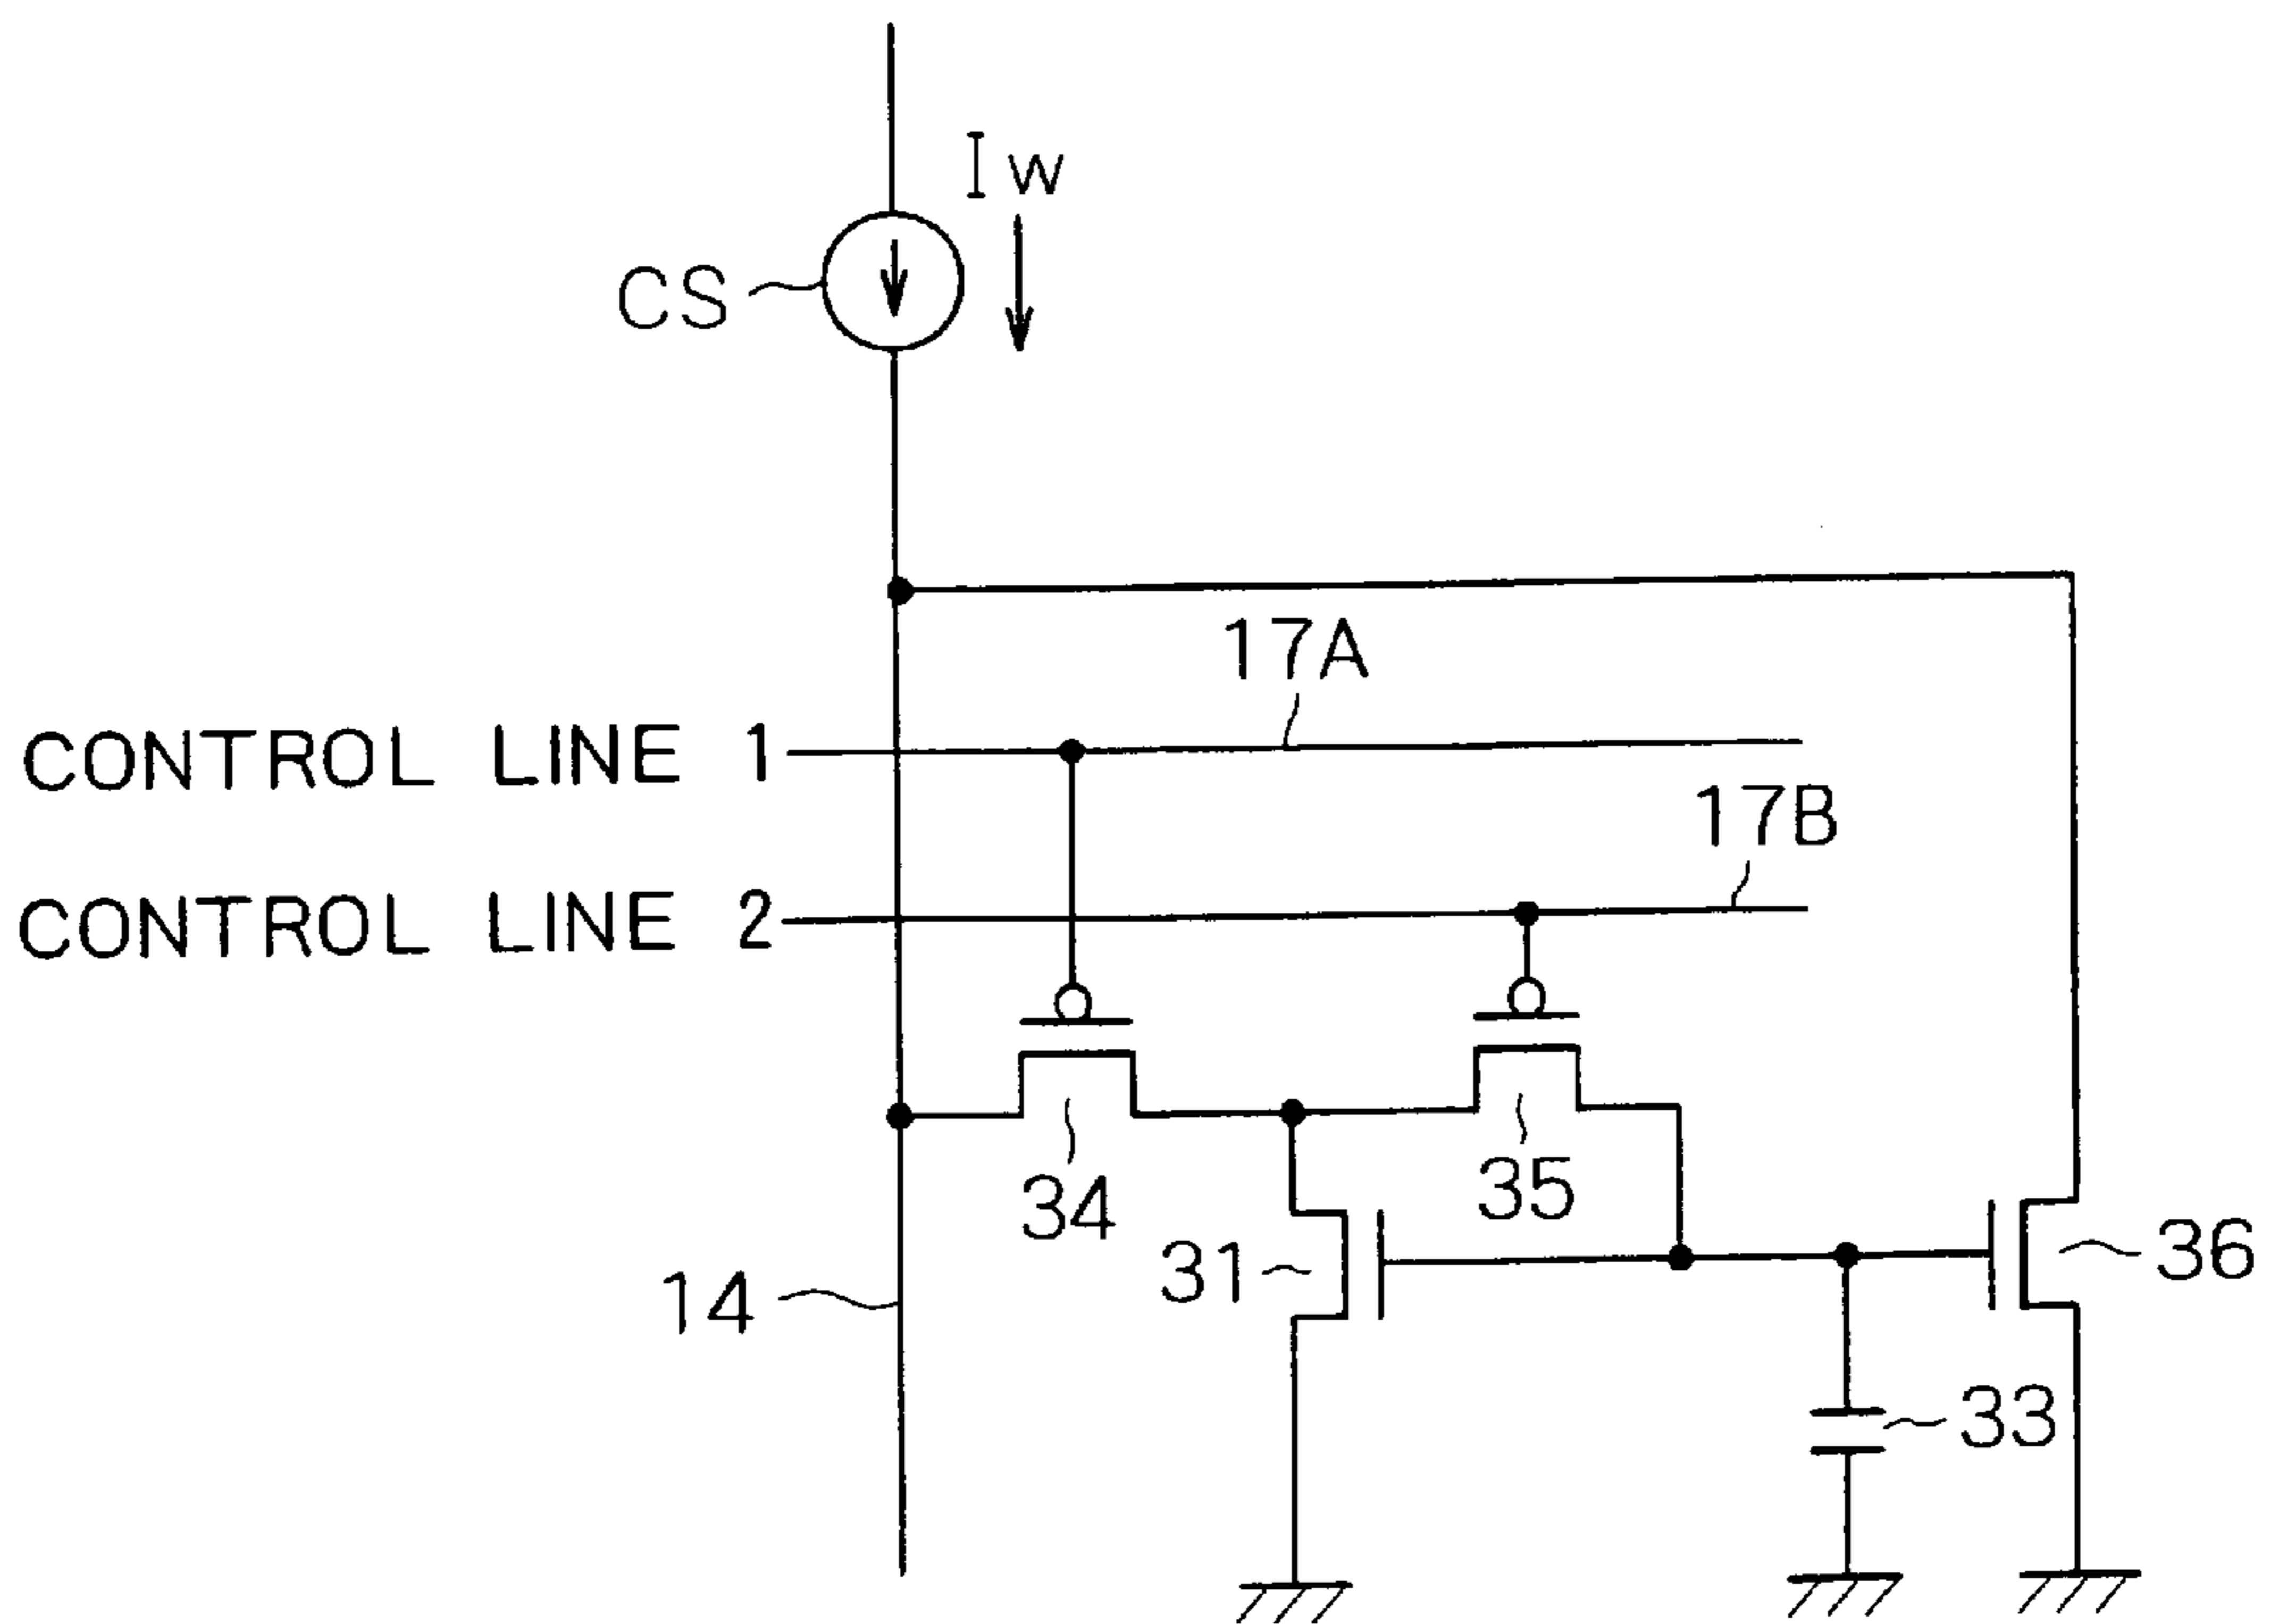 Iw
CS
17A
CONTROL LINE 1
17B
CONTROL LINE 2
34
35
31
36
14
33